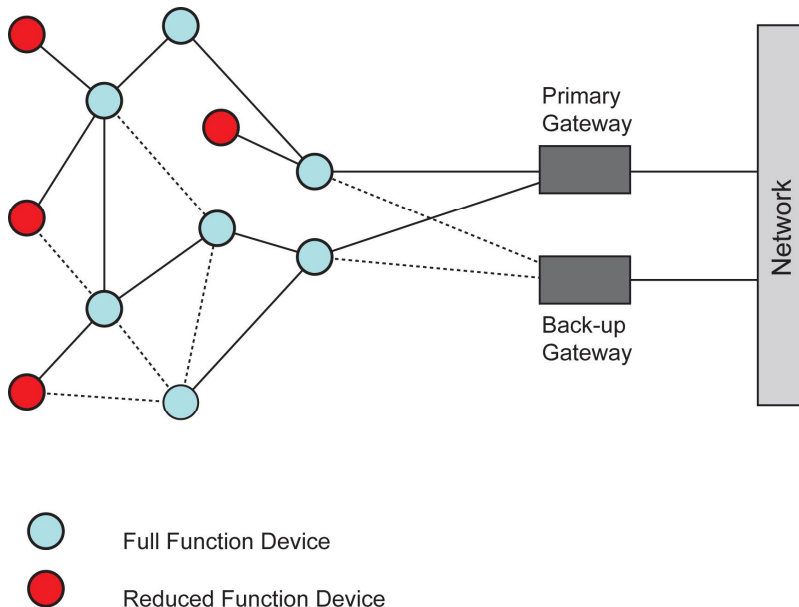 Primary
Gateway
Network
Back-up
Gateway
Full Function Device
Reduced Function Device